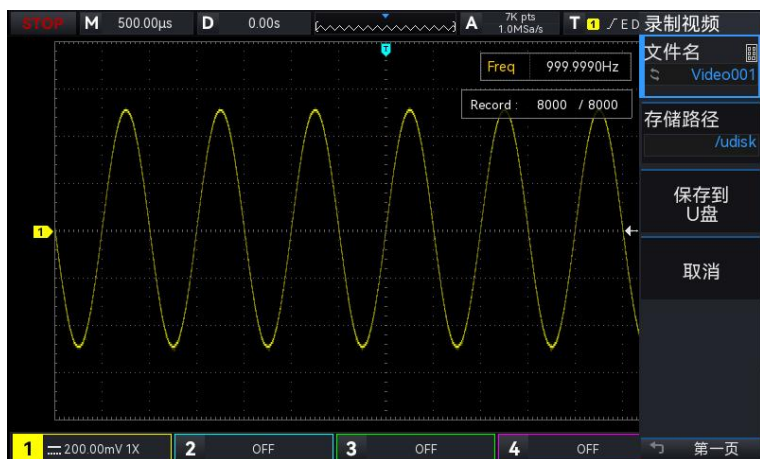 STOP M 500.00μs D 0.00s A 7K pts T 1 E D 录制视频
1.0MSa/s
T
文件名
Video001
Freq 999.9990Hz
Record : 8000 / 8000
存储路径
/udisk
保存到
U盘
1
取消
1 200.00mV 1X 2 OFF 3 OFF 4 OFF 第一页